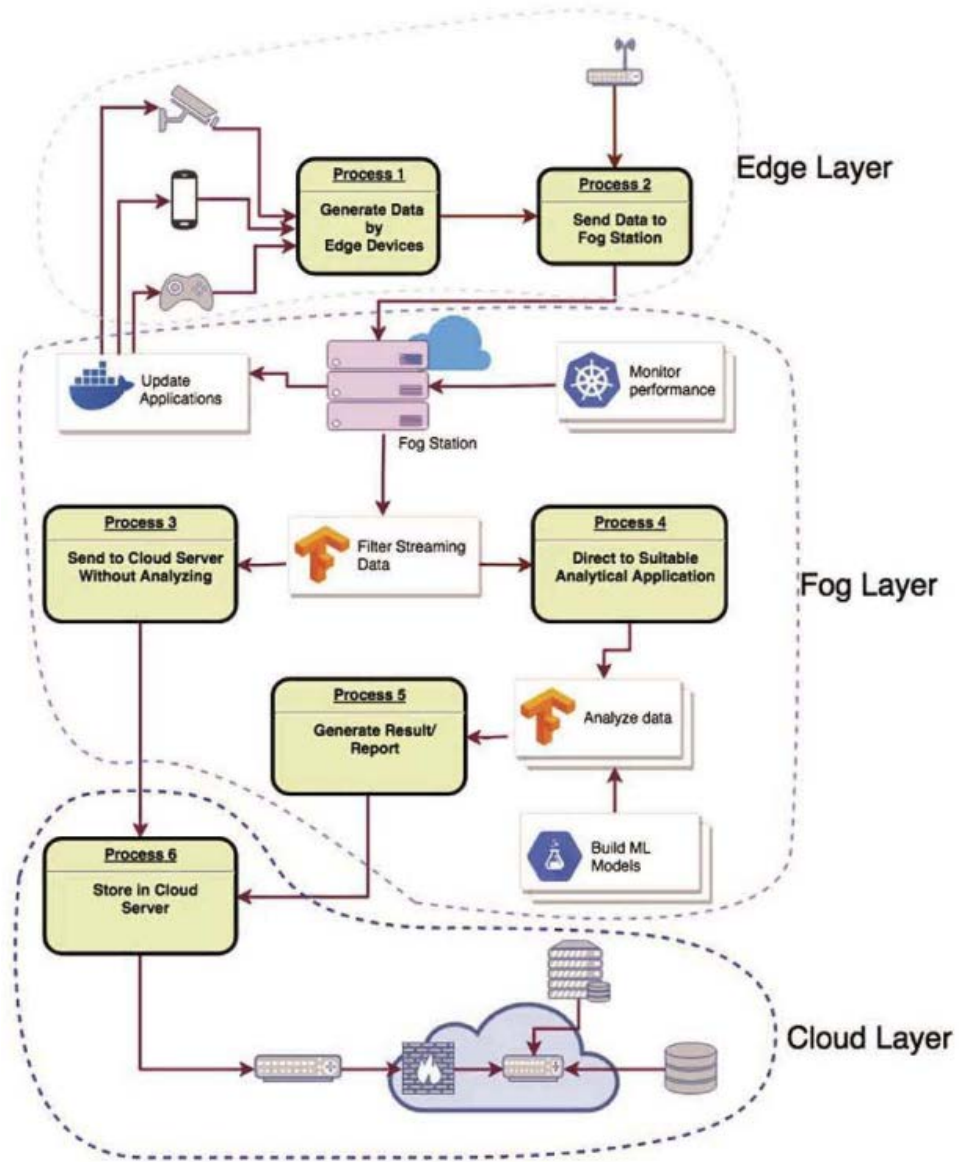 Edge Layer
Process 1
Generate Data
by
Edge Devices
Process 2
Send Data to
Fog Station
Update
Applications
Monitor
performance
Fog Station
Process 3
Send to Cloud Server
Without Analyzing
Filter Streaming
Data
Process 4
Direct to Suitable
Analytical Application
Fog Layer
Process 5
Generate Result/
Report
Analyze data
Build ML
Models
Process 6
Store in Cloud
Server
Cloud Layer